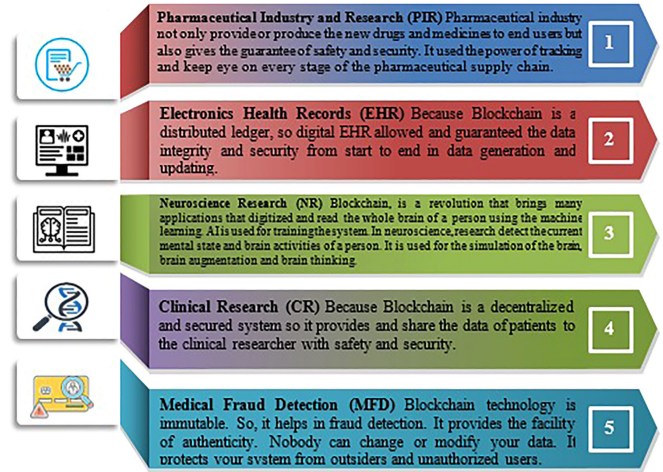 Pharmaceutical Industry and Research (PIR) Pharmaceutical industry
not only provide or produce the new drugs and medicines to end users but
also gives the guarantee of safety and security. It used the power of tracking
and keep eye on every stage of the pharmaceutical supply chain.
1
Electronics Health Records (EHR) Because Blockchain is a
distributed ledger, so digital EHR allowed and guaranteed the data
integrity and security from start to end in data generation and
updating.
2
Neuroscience Research (NR) Blockchain, is a revolution that brings many
applications that digitized and read the whole brain of a person using the machine
learning. AI is used for training the system. In neuroscience, research detect the current
mental state and brain activities of a person. It is used for the simulation of the brain,
brain augmentation and brain thinking.
3
Clinical Research (CR) Because Blockchain is a decentralized
and secured system so it provides and share the data of patients to
the clinical researcher with safety and security.
4
Medical Fraud Detection (MFD) Blockchain technology is
immutable. So, it helps in fraud detection. It provides the facility
of authenticity. Nobody can change or modify your data. It
protects your system from outsiders and unauthorized users.
5